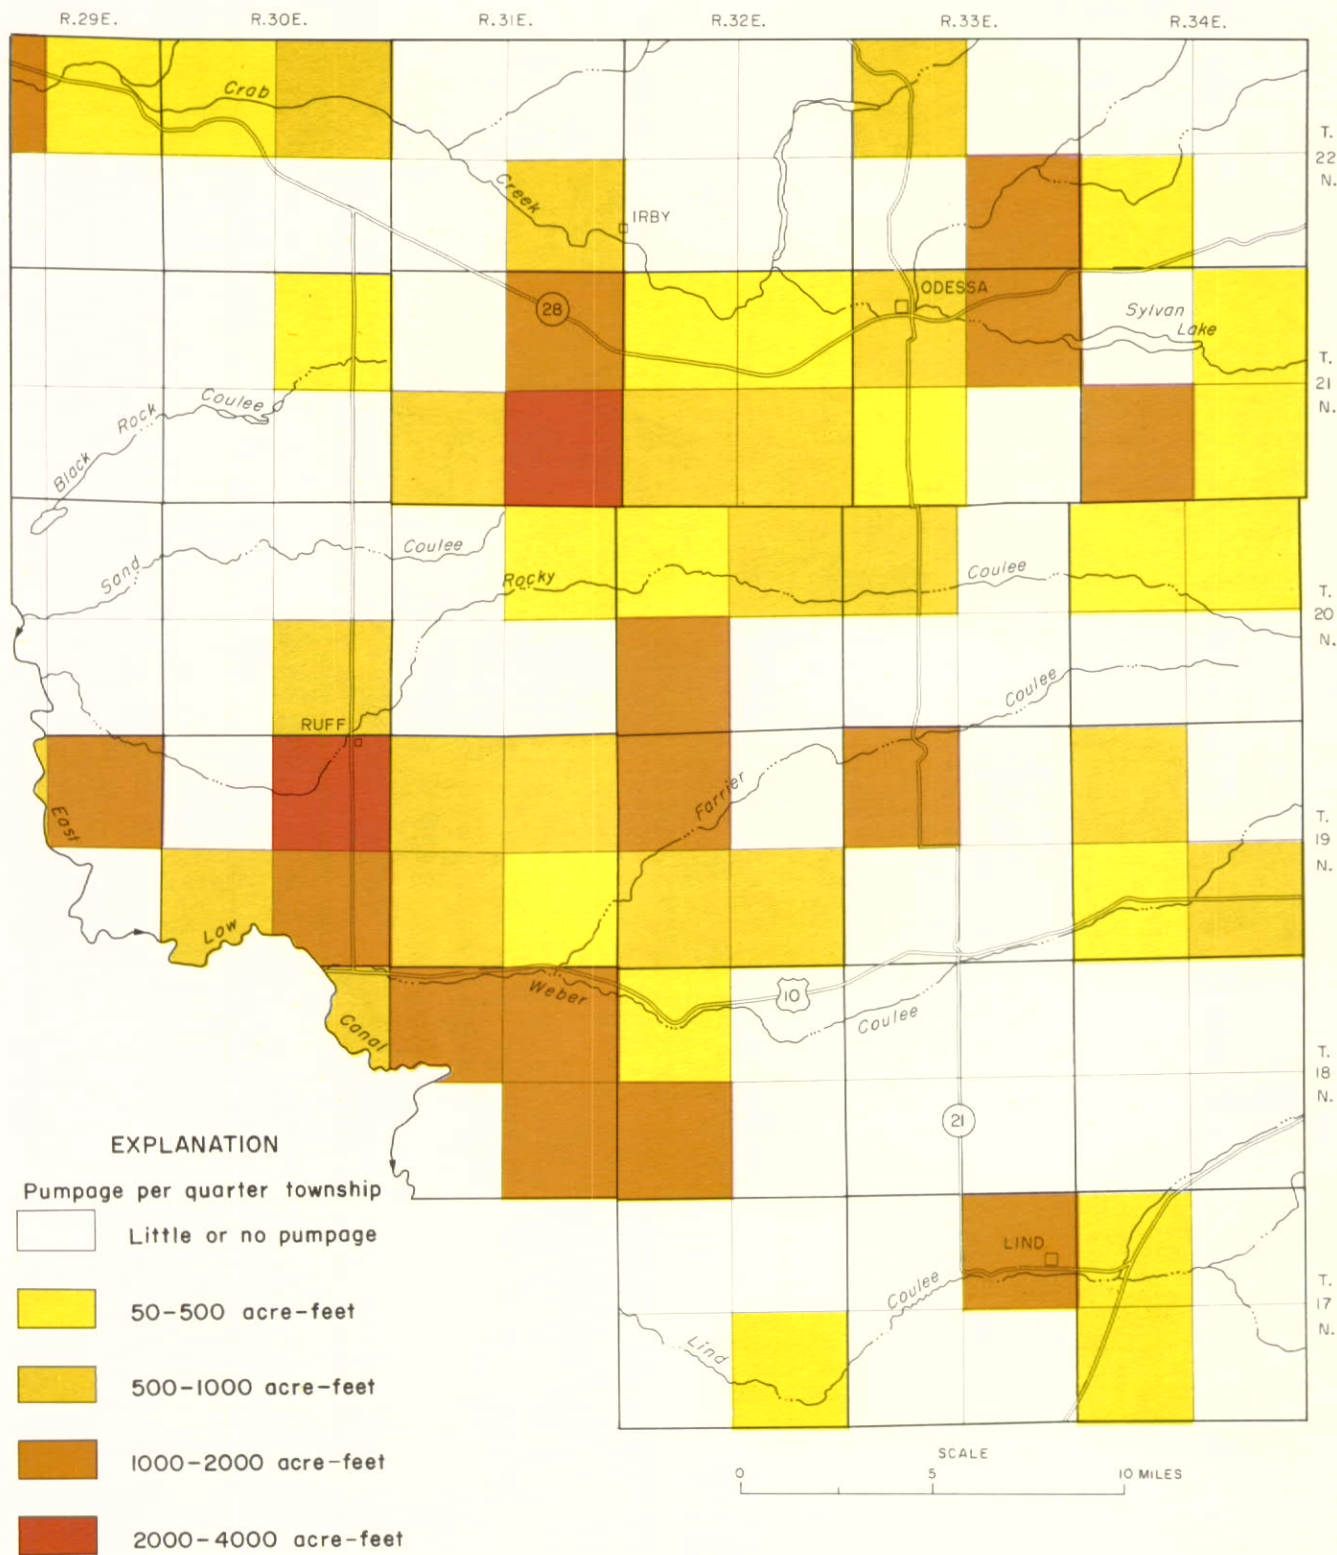 R.29E. R.30E. R.31E. R.32E. R.33E. R.34E.
Crab
Creek
IRBY
T.
22
N.
28
ODESSA
Sylvan
Lake
T.
21
N.
Black Rock Coulee
Sand Coulee
Rocky Coulee
T.
20
N.
RUFF
Farrier Coulee
East
Low
Canal
T.
19
N.
Weber Coulee
10
T.
18
N.
21
LIND
Lind Coulee
T.
17
N.
EXPLANATION
Pumpage per quarter township
Little or no pumpage
50-500 acre-feet
500-1000 acre-feet
1000-2000 acre-feet
2000-4000 acre-feet
SCALE
0 5 10 MILES